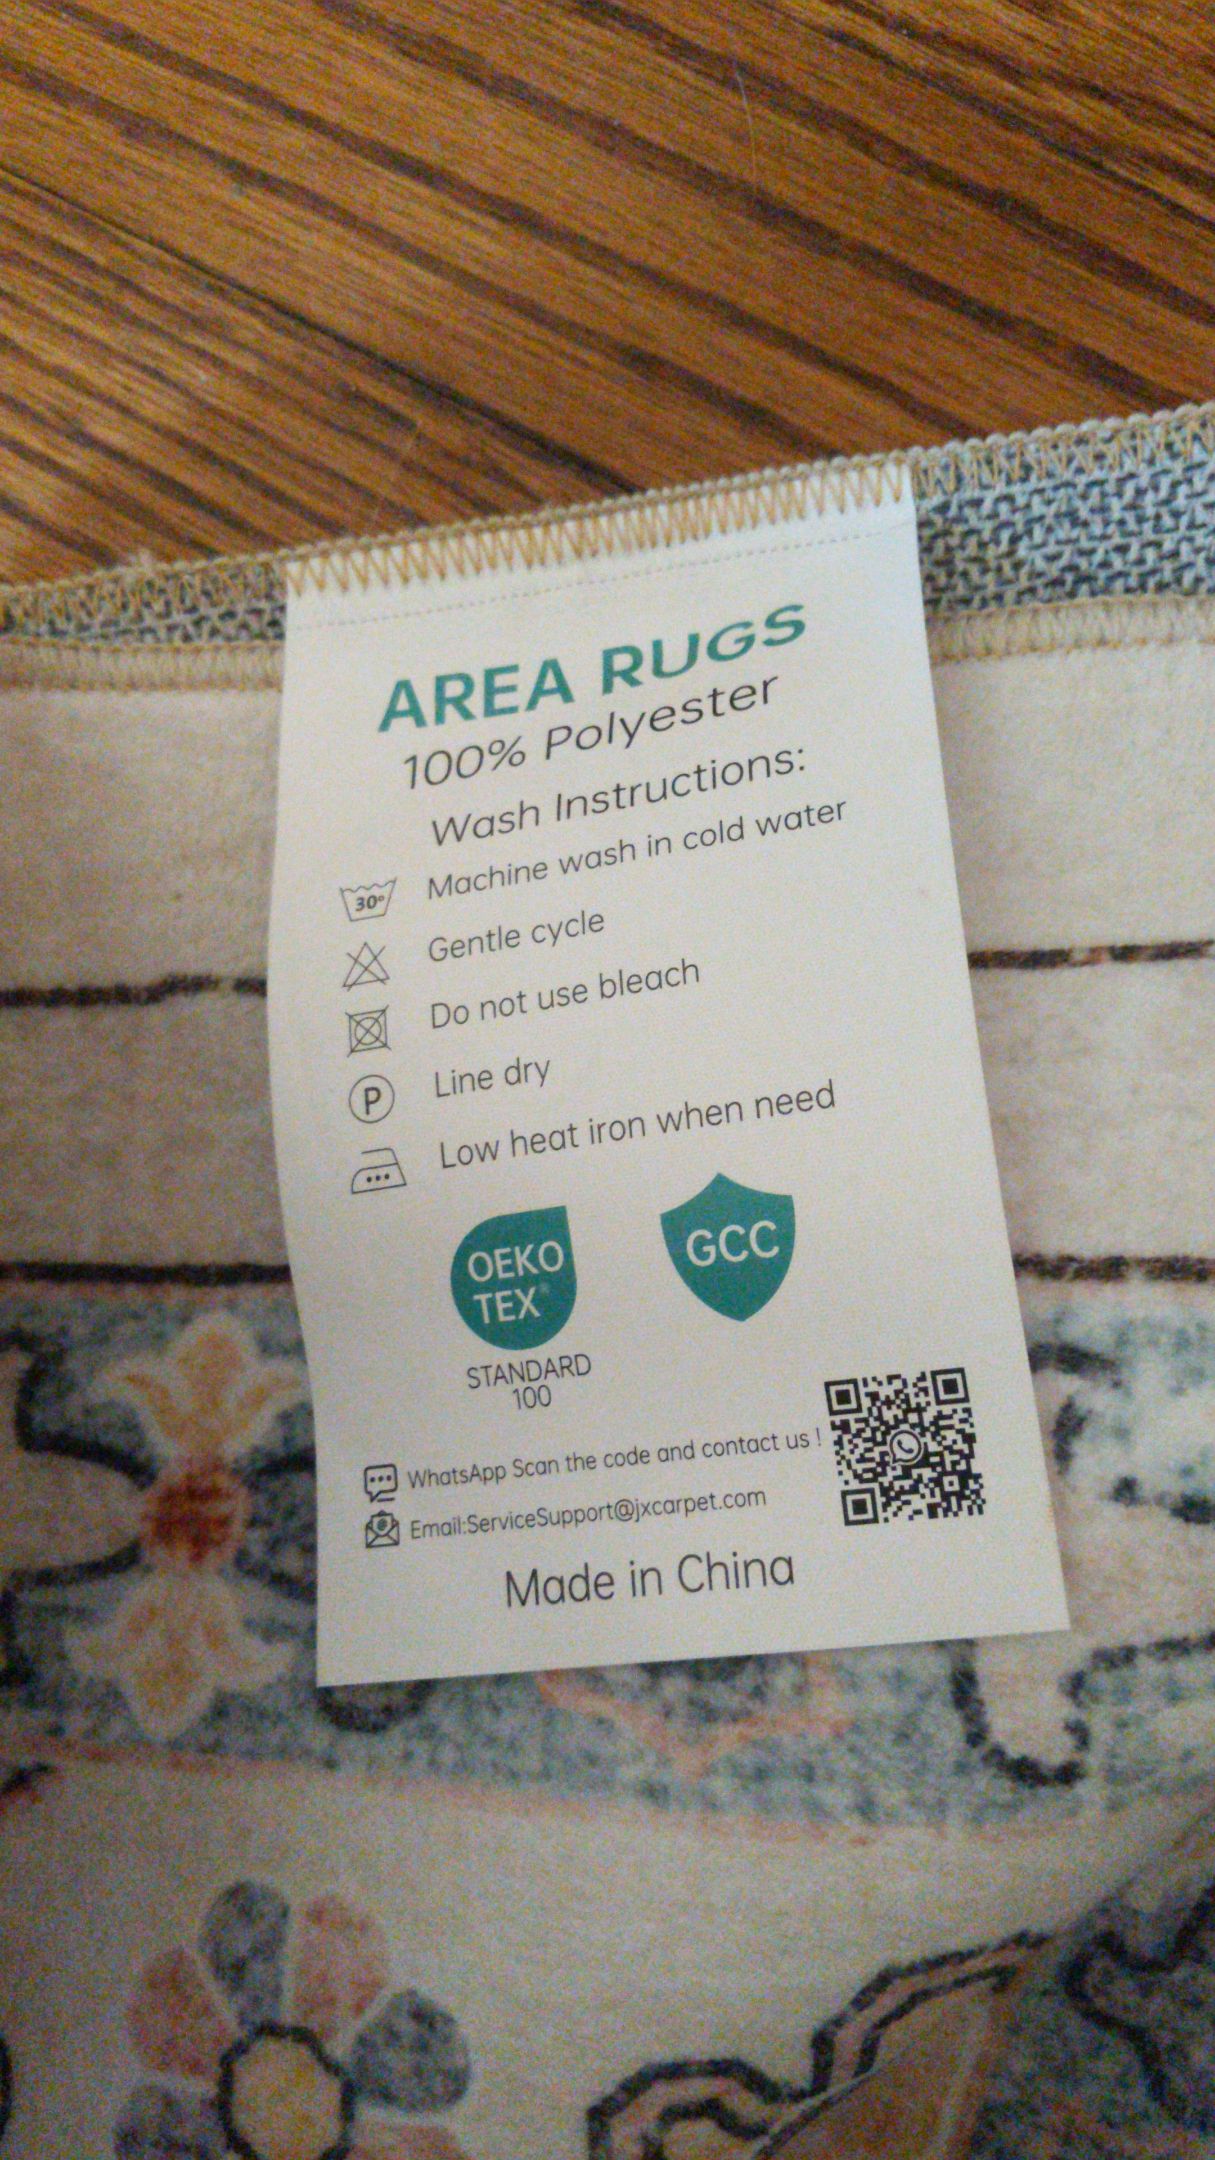 AREA RUGS
100% Polyester
Wash Instructions:
30° Machine wash in cold water
Gentle cycle
Do not use bleach
P Line dry
Low heat iron when need
OEKO
TEX®
STANDARD
100
GCC
WhatsApp Scan the code and contact us !
Email:ServiceSupport@jxcarpet.com
Made in China